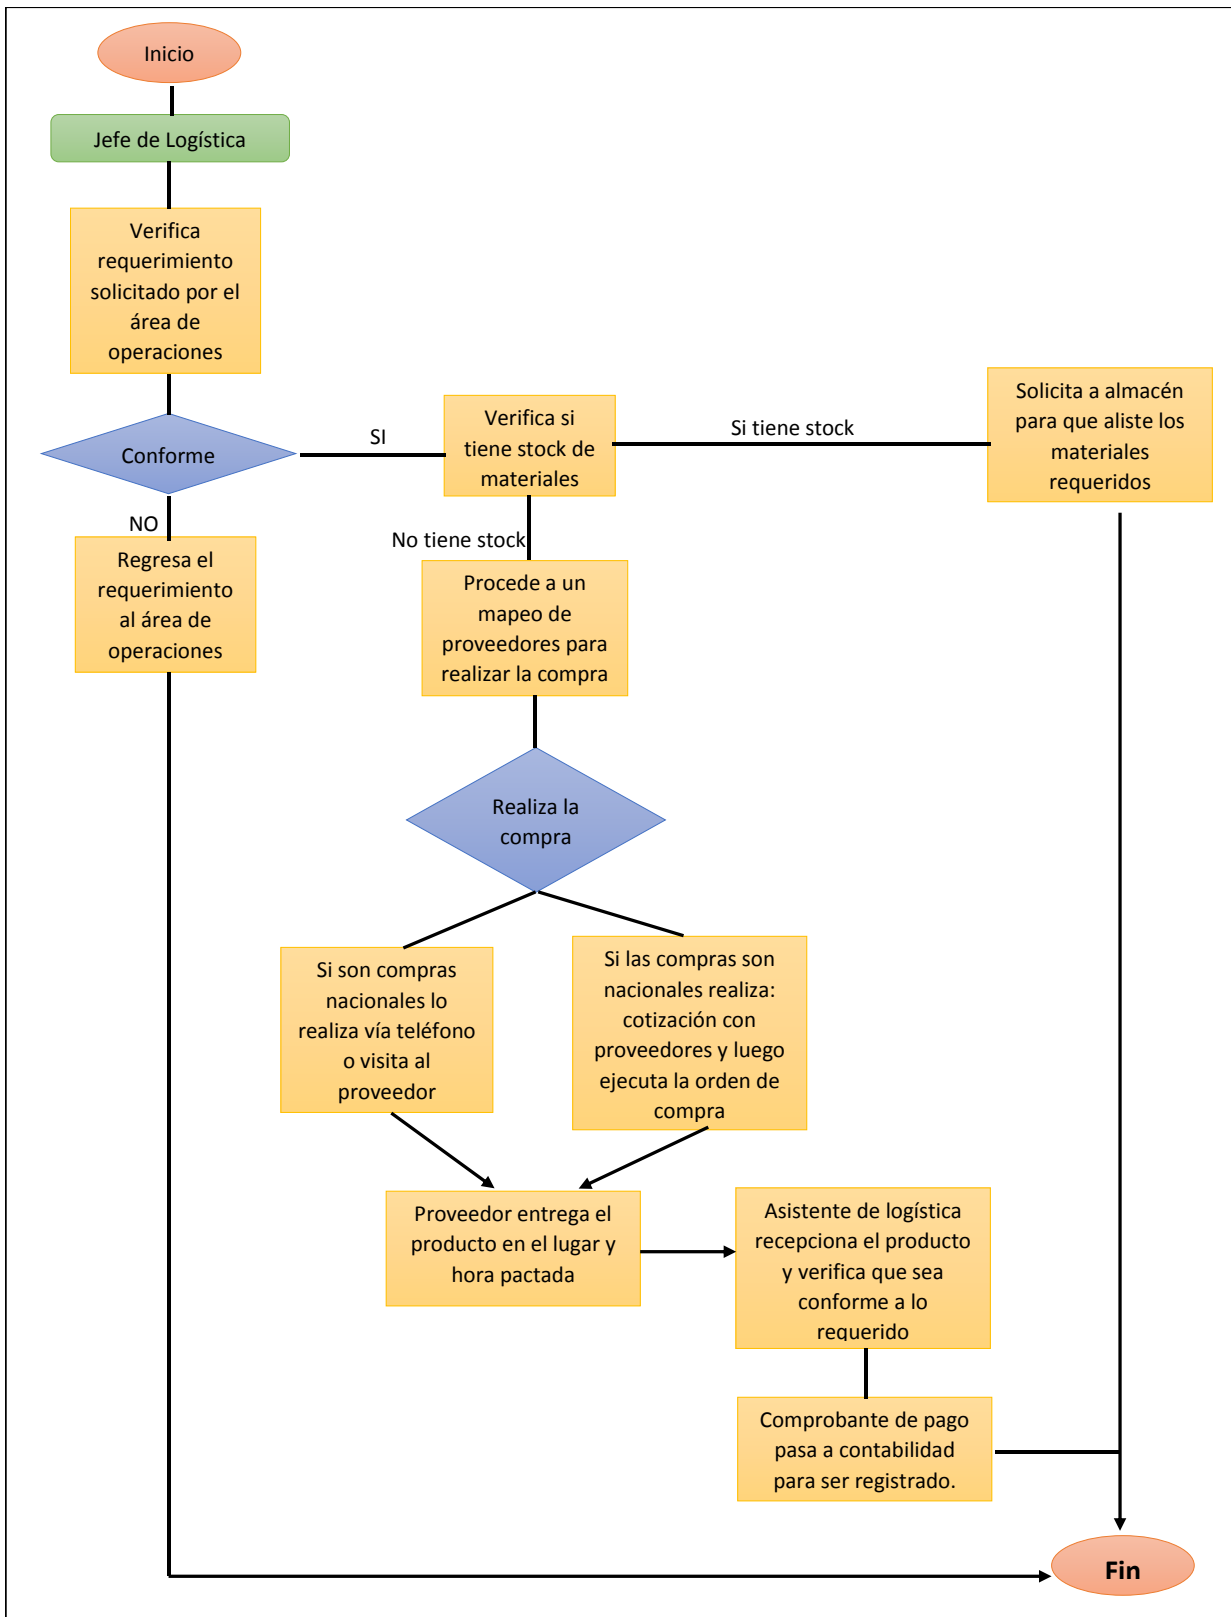 Inicio
Jefe de Logística
Verifica
requerimiento
solicitado por el
área de
operaciones
Conforme
SI
Verifica si
tiene stock de
materiales
Si tiene stock
Solicita a almacén
para que aliste los
materiales
requeridos
NO
Regresa el
requerimiento
al área de
operaciones
No tiene stock
Procede a un
mapeo de
proveedores para
realizar la compra
Realiza la
compra
Si son compras
nacionales lo
realiza vía teléfono
o visita al
proveedor
Si las compras son
nacionales realiza:
cotización con
proveedores y luego
ejecuta la orden de
compra
Proveedor entrega el
producto en el lugar y
hora pactada
Asistente de logística
recepciona el producto
y verifica que sea
conforme a lo
requerido
Comprobante de pago
pasa a contabilidad
para ser registrado.
Fin